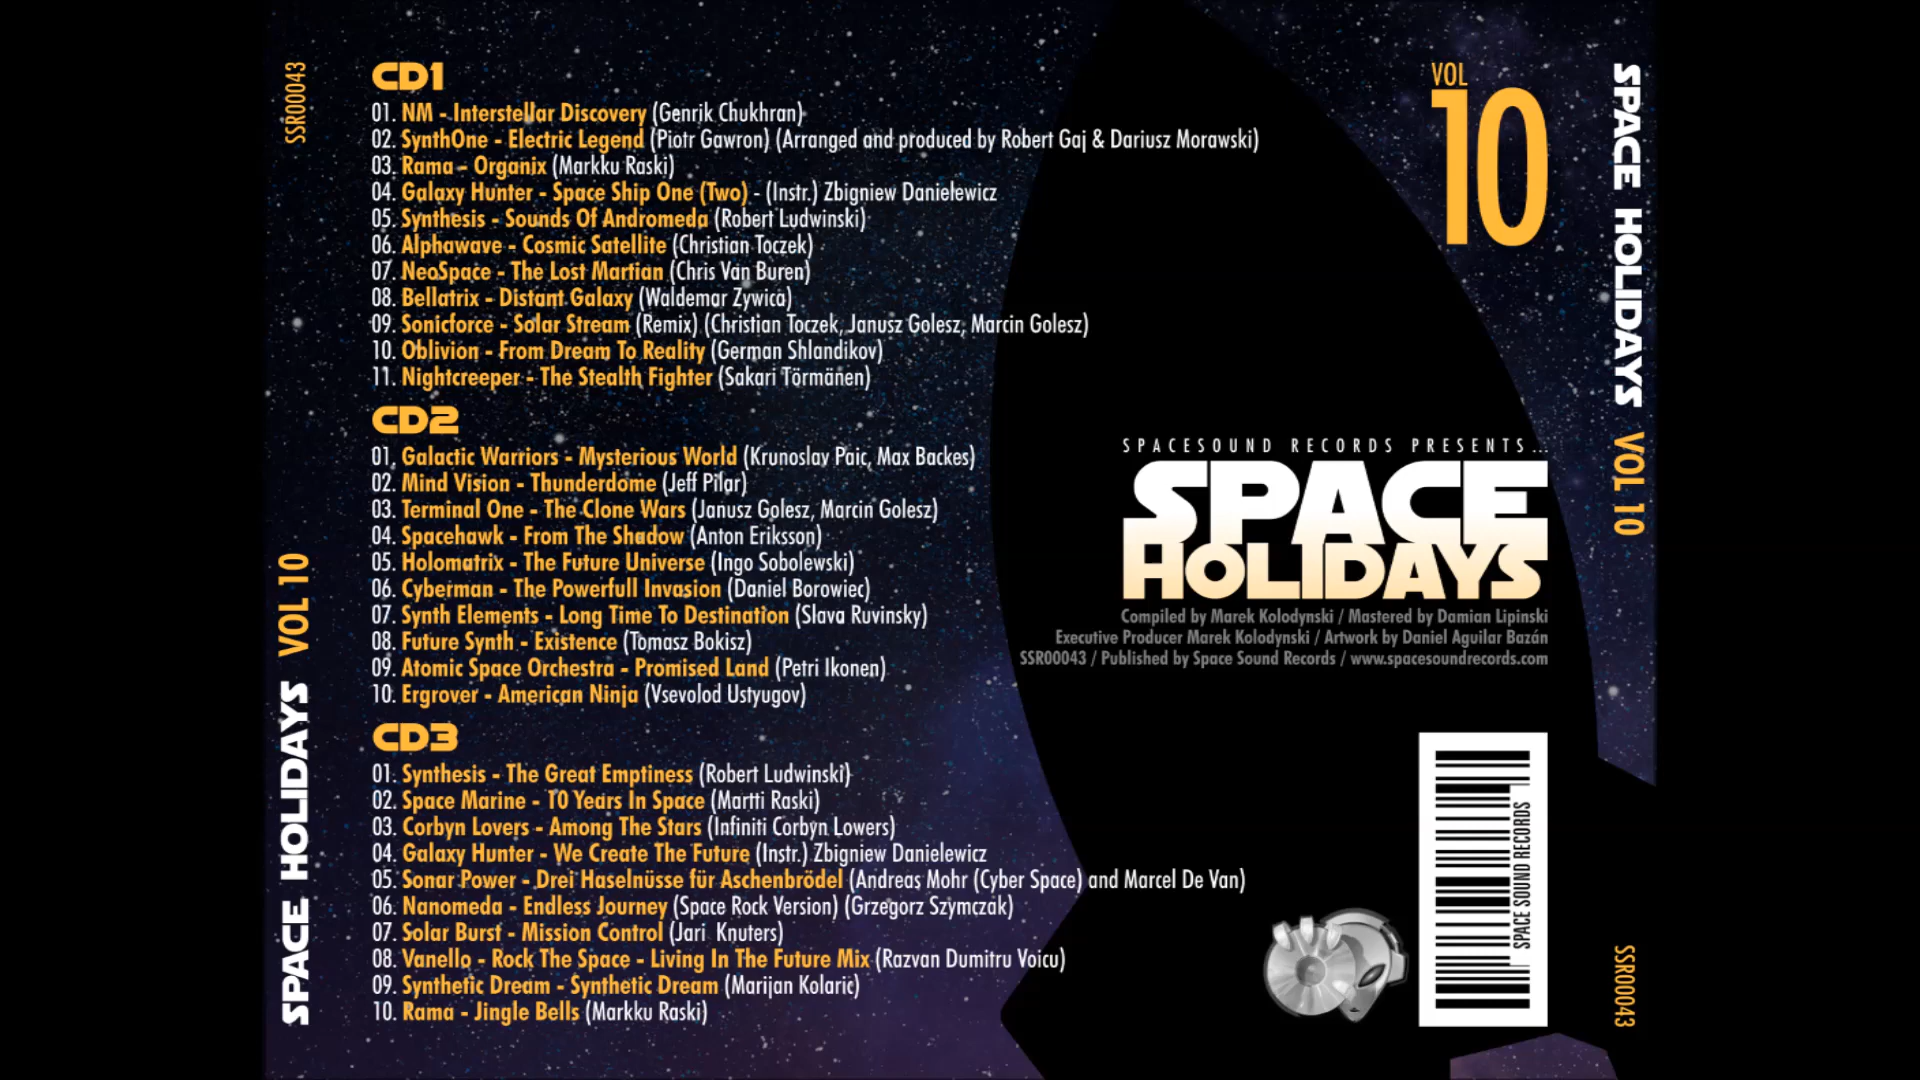 SSR00043
SPACE HOLIDAYS VOL 10
CD1
01. NM - Interstellar Discovery (Genrik Chukhran)
02. SynthOne - Electric Legend (Piotr Gawron) (Arranged and produced by Robert Gaj & Dariusz Morawski)
03. Rama - Organix (Markku Raski)
04. Galaxy Hunter - Space Ship One (Two) - (Instr.) Zbigniew Danielewicz
05. Synthesis - Sounds Of Andromeda (Robert Ludwinski)
06. Alphawave - Cosmic Satellite (Christian Toczek)
07. NeoSpace - The Lost Martian (Chris Van Buren)
08. Bellatrix - Distant Galaxy (Waldemar Zywica)
09. Sonicforce - Solar Stream (Remix) (Christian Toczek, Janusz Golesz, Marcin Golesz)
10. Oblivion - From Dream To Reality (German Shlandikov)
11. Nightcreeper - The Stealth Fighter (Sakari Törmänen)
CD2
01. Galactic Warriors - Mysterious World (Krunoslav Paic, Max Backes)
02. Mind Vision - Thunderdome (Jeff Pilar)
03. Terminal One - The Clone Wars (Janusz Golesz, Marcin Golesz)
04. Spacehawk - From The Shadow (Anton Eriksson)
05. Holomatrix - The Future Universe (Ingo Sobolewski)
06. Cyberman - The Powerfull Invasion (Daniel Borowiec)
07. Synth Elements - Long Time To Destination (Slava Ruvinsky)
08. Future Synth - Existence (Tomasz Bokisz)
09. Atomic Space Orchestra - Promised Land (Petri Ikonen)
10. Ergrover - American Ninja (Vsevolod Ustyugov)
CD3
01. Synthesis - The Great Emptiness (Robert Ludwinski)
02. Space Marine - 10 Years In Space (Martti Raski)
03. Corbyn Lovers - Among The Stars (Infiniti Corbyn Lowers)
04. Galaxy Hunter - We Create The Future (Instr.) Zbigniew Danielewicz
05. Sonar Power - Drei Haselnüsse für Aschenbrödel (Andreas Mohr (Cyber Space) and Marcel De Van)
06. Nanomeda - Endless Journey (Space Rock Version) (Grzegorz Szymczak)
07. Solar Burst - Mission Control (Jari Knuters)
08. Vanello - Rock The Space - Living In The Future Mix (Razvan Dumitru Voicu)
09. Synthetic Dream - Synthetic Dream (Marijan Kolaric)
10. Rama - Jingle Bells (Markku Raski)
VOL
10
SPACESOUND RECORDS PRESENTS...
SPACE
HOLIDAYS
Compiled by Marek Kolodynski / Mastered by Damian Lipinski
Executive Producer Marek Kolodynski / Artwork by Daniel Aguilar Bazán
SSR00043 / Published by Space Sound Records / www.spacesoundrecords.com
SPACE SOUND RECORDS
SPACE HOLIDAYS VOL 10
SSR00043